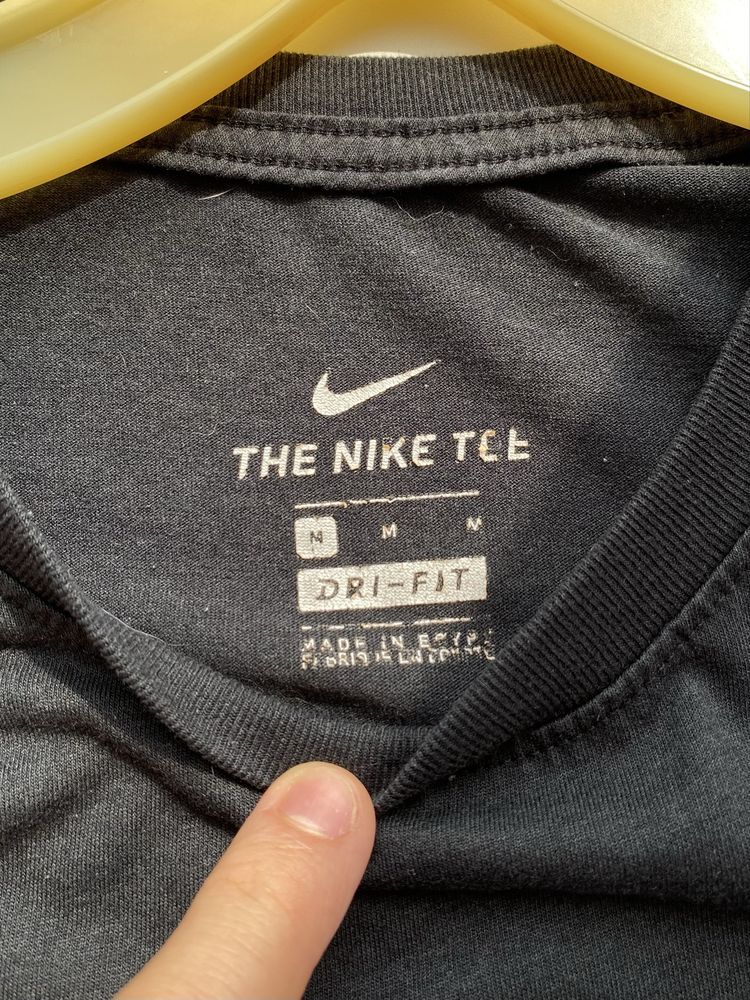 THE NIKE TEE
M M M
DRI-FIT
MADE IN EGYPT